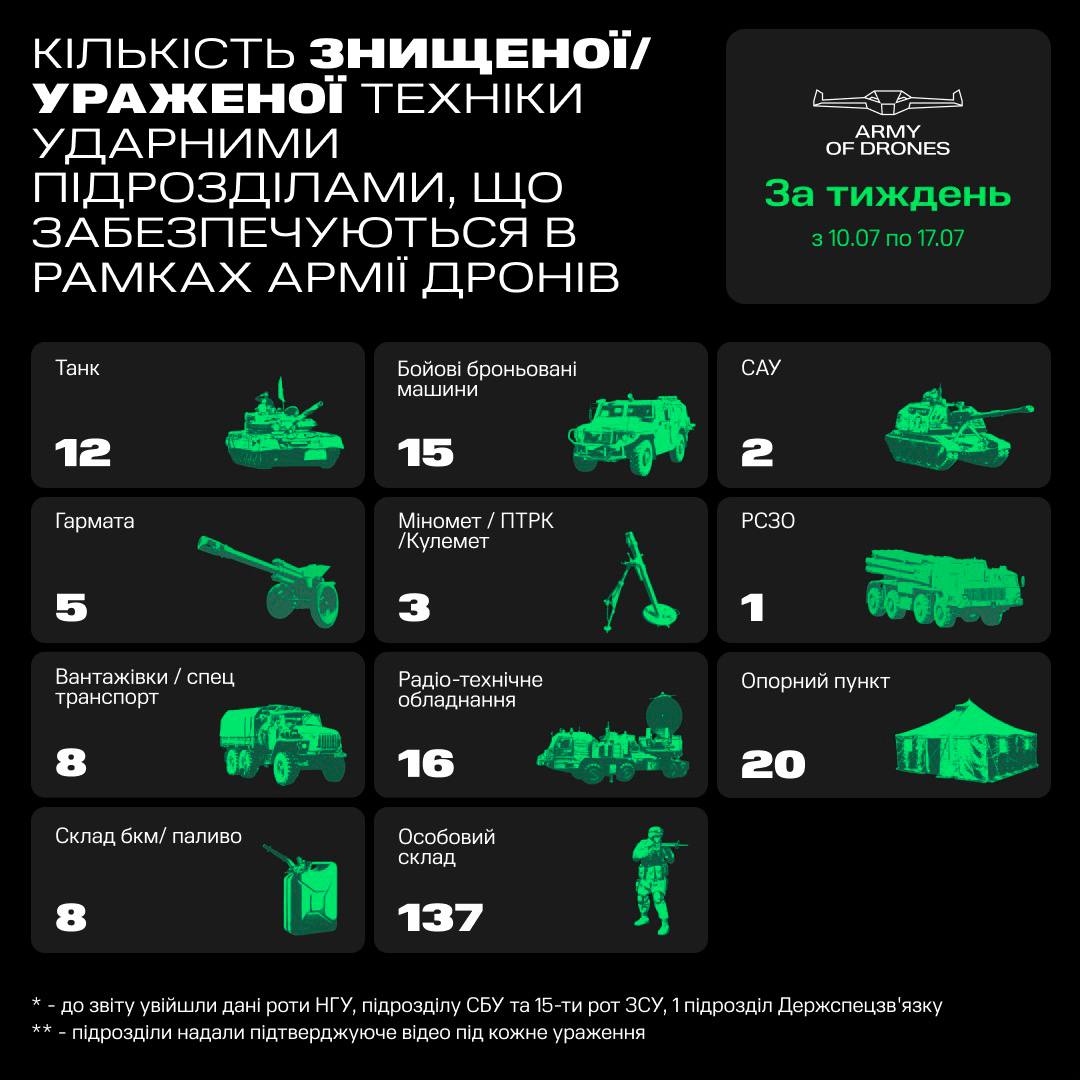 КІЛЬКІСТЬ ЗНИЩЕНОЇ/
УРАЖЕНОЇ ТЕХНІКИ
УДАРНИМИ
ПІДРОЗДІЛАМИ, ЩО
ЗАБЕЗПЕЧУЮТЬСЯ В
РАМКАХ АРМІЇ ДРОНІВ
ARMY
OF DRONES
За тиждень
з 10.07 по 17.07
Танк
12
Бойові броньовані
машини
15
САУ
2
Гармата
5
Міномет / ПТРК
/Кулемет
3
РСЗО
1
Вантажівки / спец
транспорт
8
Радіо-технічне
обладнання
16
Опорний пункт
20
Склад бкм/ паливо
8
Особовий
склад
137
* - до звіту увійшли дані роти НГУ, підрозділу СБУ та 15-ти рот ЗСУ, 1 підрозділ Держспецзв'язку
** - підрозділи надали підтверджуюче відео під кожне ураження